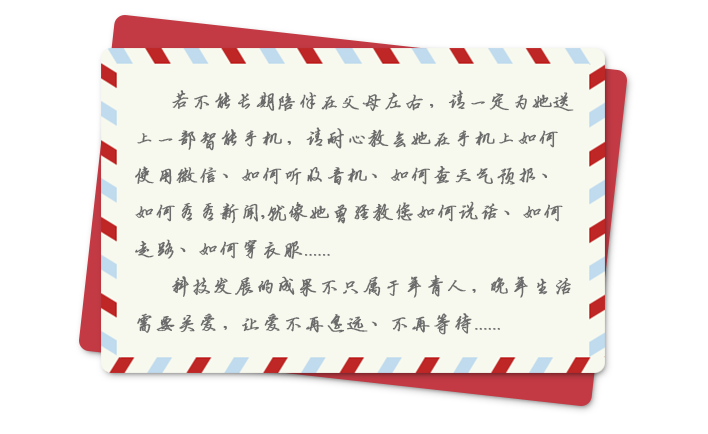 若不能长期陪伴在父母左右，请一定为她送
上一部智能手机，请耐心教会她在手机上如何
使用微信、如何听收音机、如何查天气预报、
如何看看新闻,就像她曾经教您如何说话、如何
走路、如何穿衣服......
科技发展的成果不只属于年青人，晚年生活
需要关爱，让爱不再遥远、不再等待......